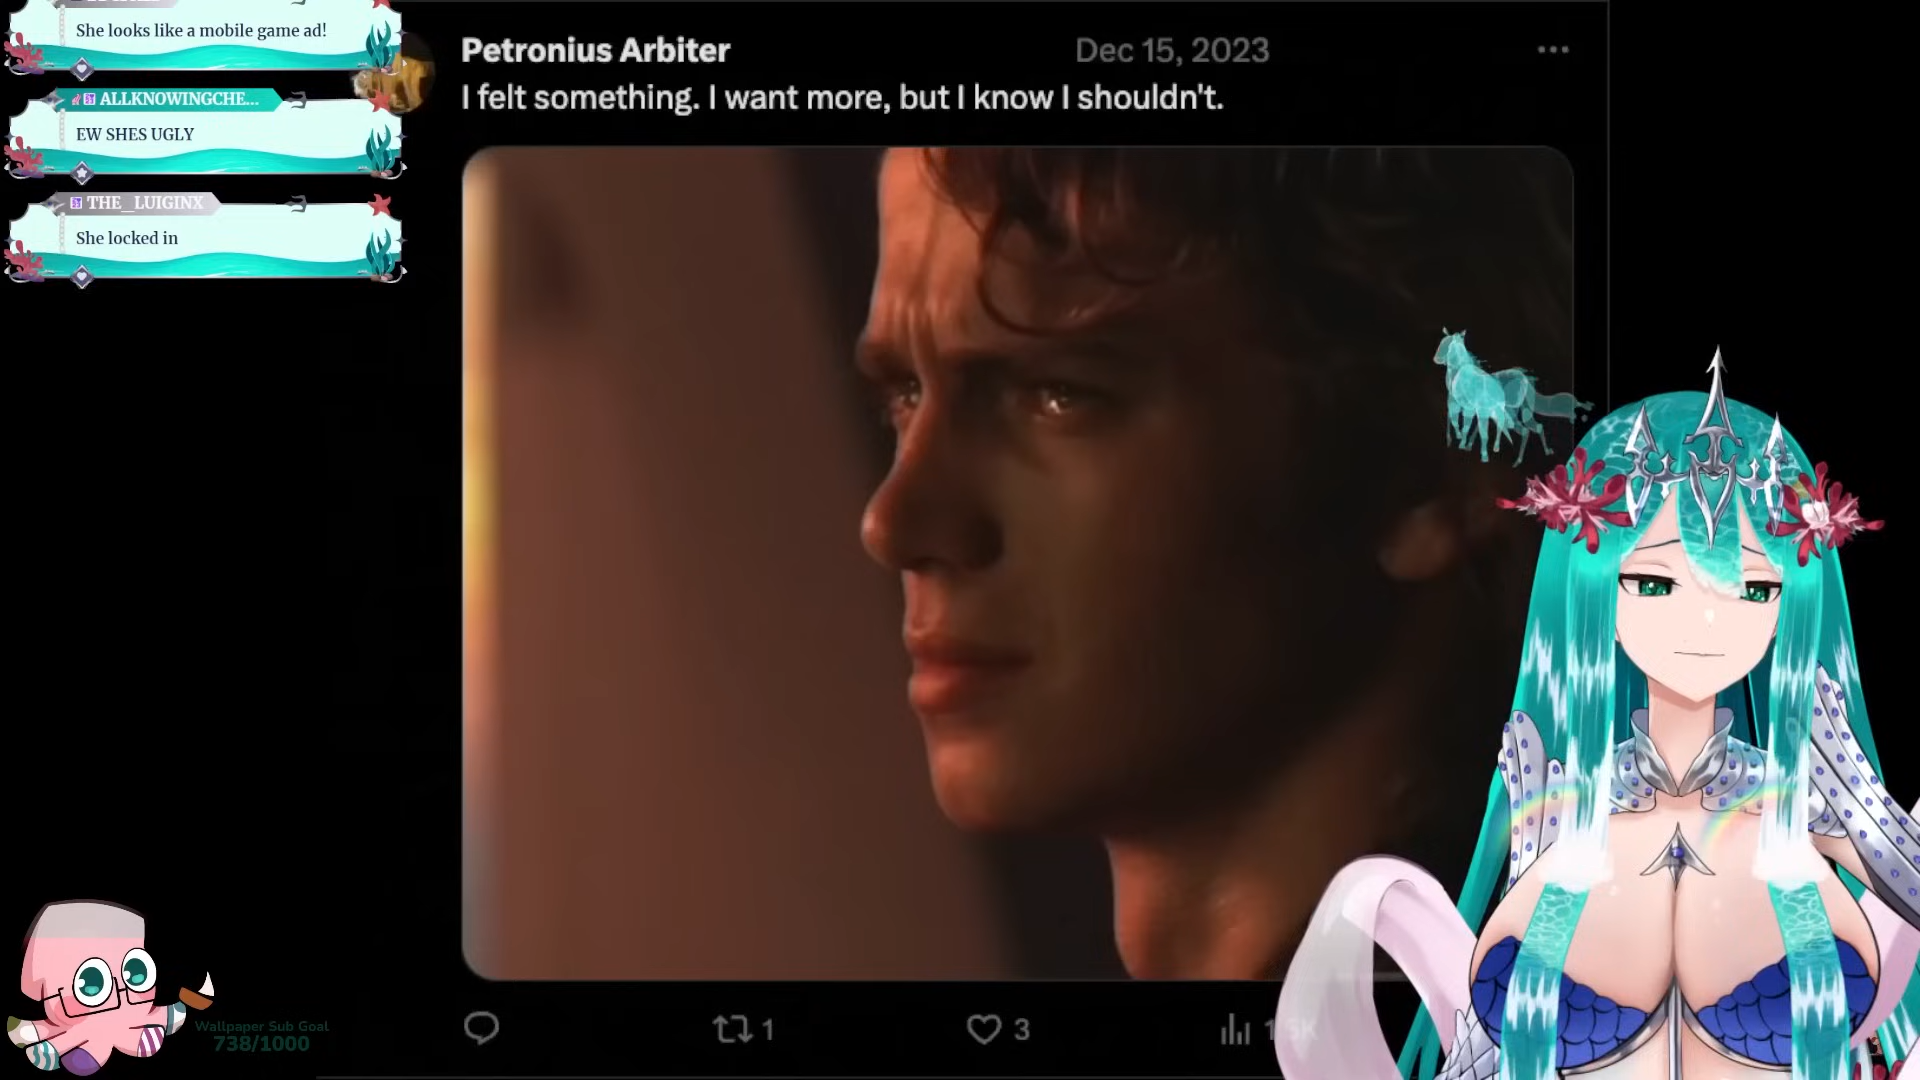 She looks like a mobile game ad!
ALLKNOWINGCHE...
EW SHES UGLY
THE_LUIGINX
She locked in
Petronius Arbiter
Dec 15, 2023
I felt something. I want more, but I know I shouldn't.
1
3
Wallpaper Sub Goal
738/1000